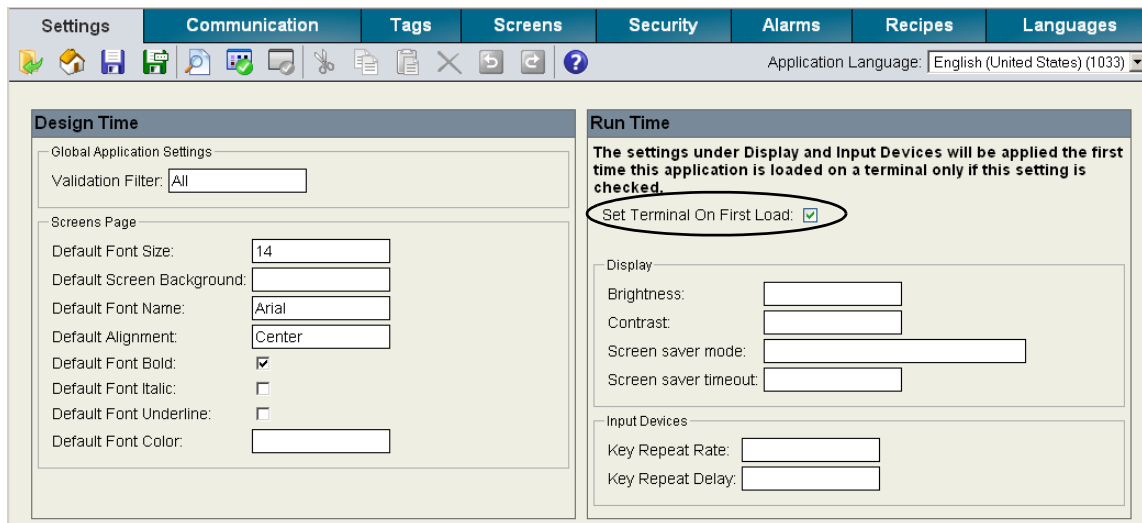 Settings Communication Tags Screens Security Alarms Recipes Languages
Application Language: English (United States) (1033)
Design Time
Global Application Settings
Validation Filter: All
Screens Page
Default Font Size: 14
Default Screen Background:
Default Font Name: Arial
Default Alignment: Center
Default Font Bold:
Default Font Italic:
Default Font Underline:
Default Font Color:
Run Time
The settings under Display and Input Devices will be applied the first
time this application is loaded on a terminal only if this setting is
checked.
Set Terminal On First Load:
Display
Brightness:
Contrast:
Screen saver mode:
Screen saver timeout:
Input Devices
Key Repeat Rate:
Key Repeat Delay: